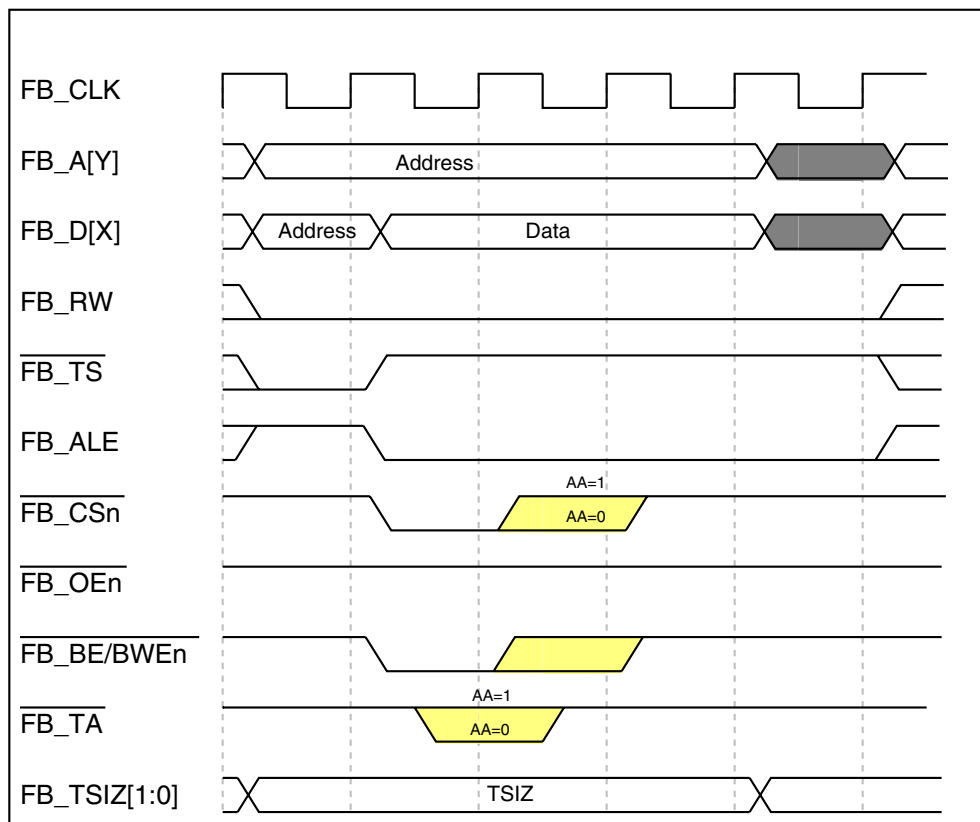 FB_CLK
FB_A[Y]
Address
FB_D[X]
Address
Data
FB_RW
FB_TS
FB_ALE
AA=1
FB_CSn
AA=0
FB_OEn
FB_BE/BWEn
AA=1
FB_TA
AA=0
FB_TSIZ[1:0]
TSIZ